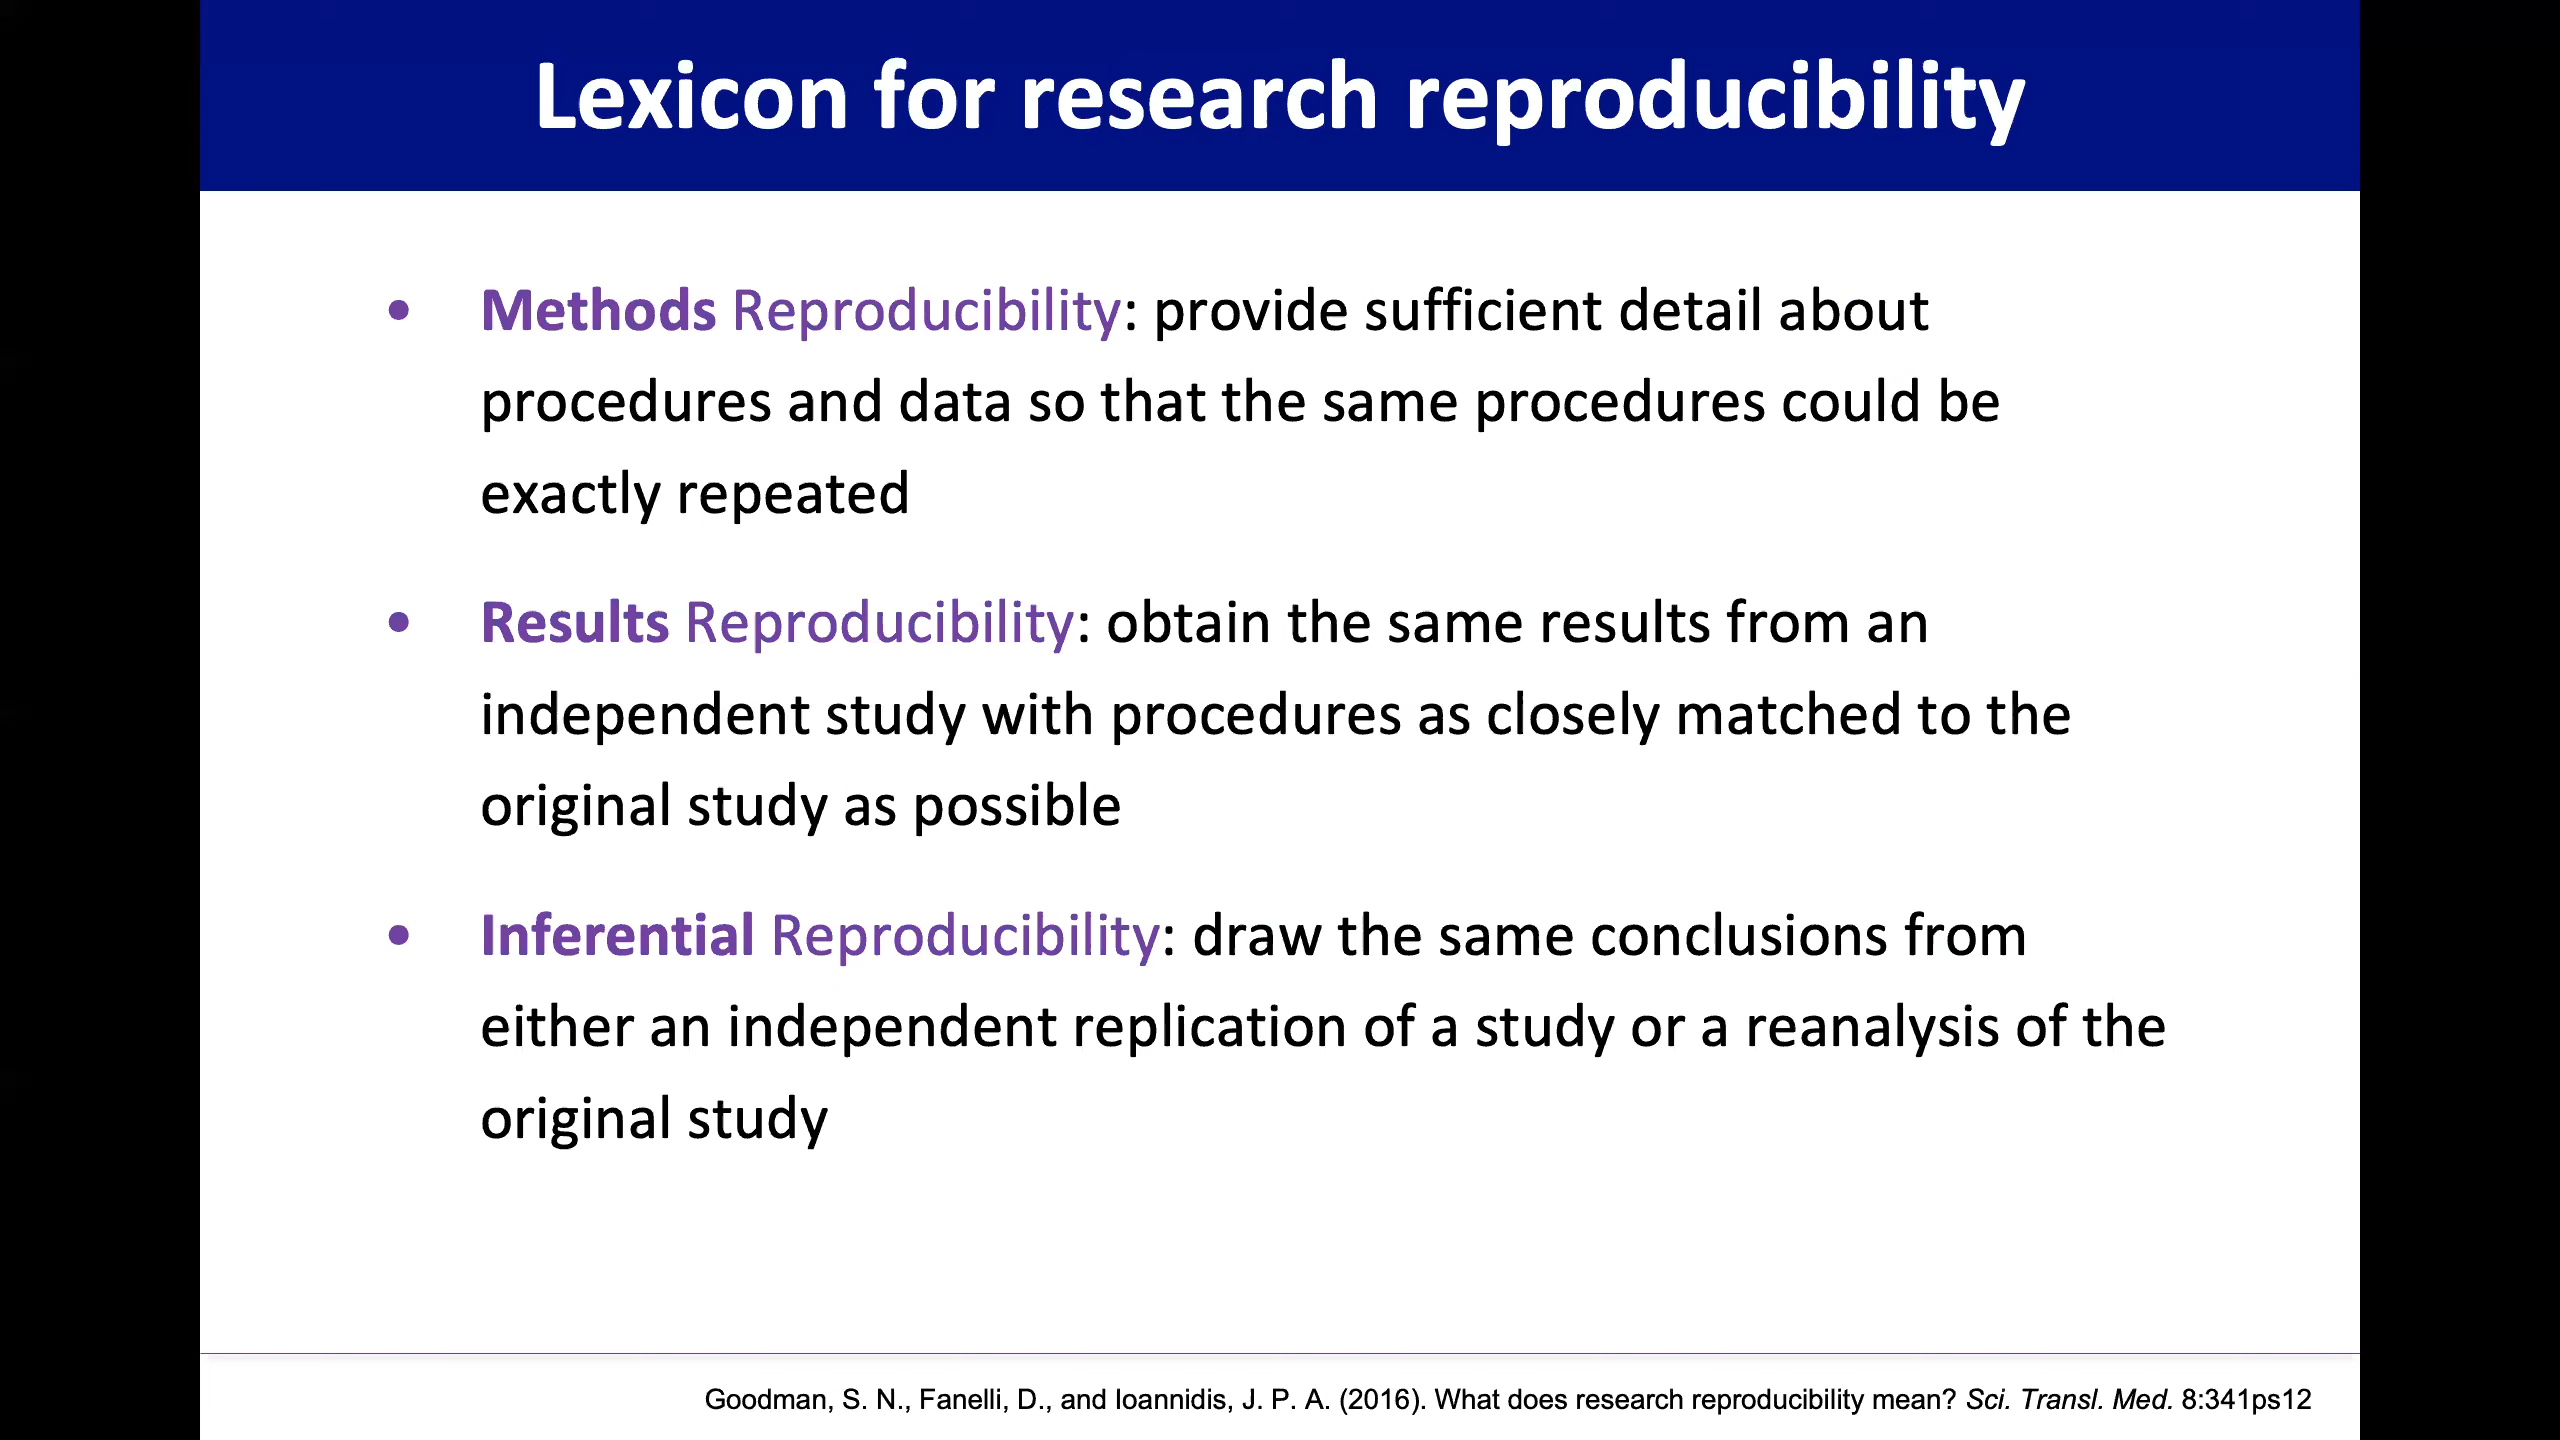 Lexicon for research reproducibility
• Methods Reproducibility: provide sufficient detail about
procedures and data so that the same procedures could be
exactly repeated
• Results Reproducibility: obtain the same results from an
independent study with procedures as closely matched to the
original study as possible
• Inferential Reproducibility: draw the same conclusions from
either an independent replication of a study or a reanalysis of the
original study
Goodman, S. N., Fanelli, D., and Ioannidis, J. P. A. (2016). What does research reproducibility mean? Sci. Transl. Med. 8:341ps12